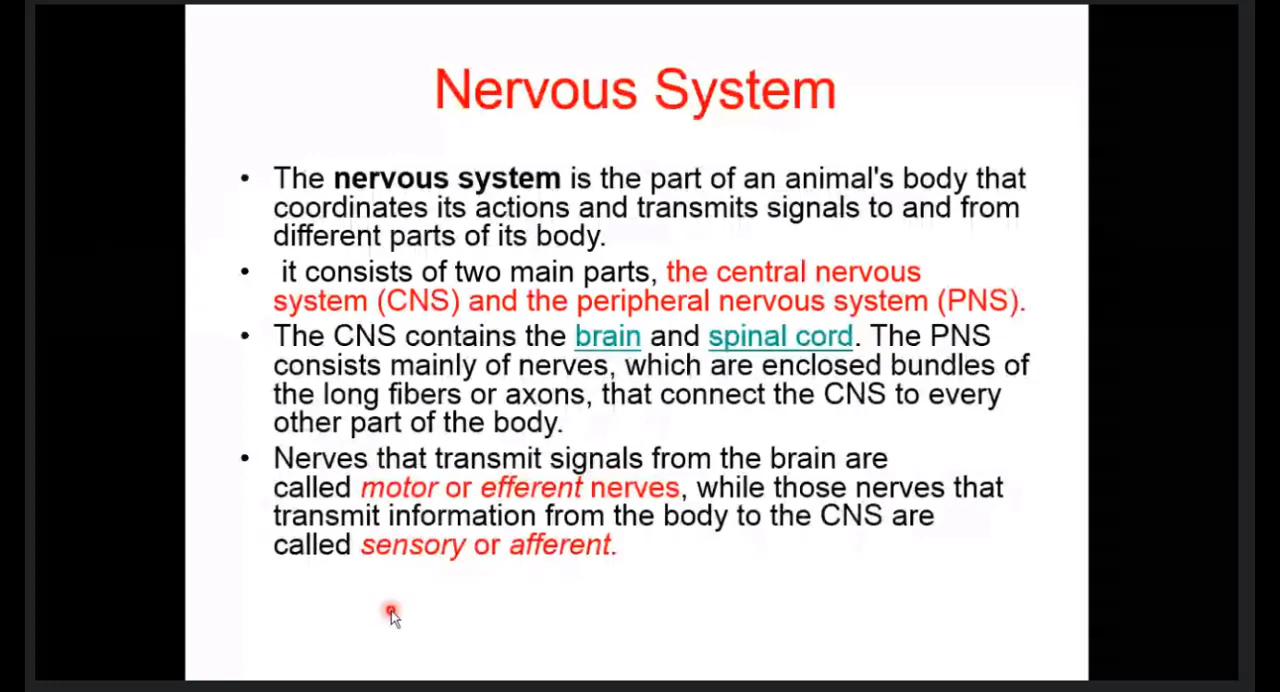 Nervous System
• The nervous system is the part of an animal's body that
coordinates its actions and transmits signals to and from
different parts of its body.
• it consists of two main parts, the central nervous
system (CNS) and the peripheral nervous system (PNS).
• The CNS contains the brain and spinal cord. The PNS
consists mainly of nerves, which are enclosed bundles of
the long fibers or axons, that connect the CNS to every
other part of the body.
• Nerves that transmit signals from the brain are
called motor or efferent nerves, while those nerves that
transmit information from the body to the CNS are
called sensory or afferent.